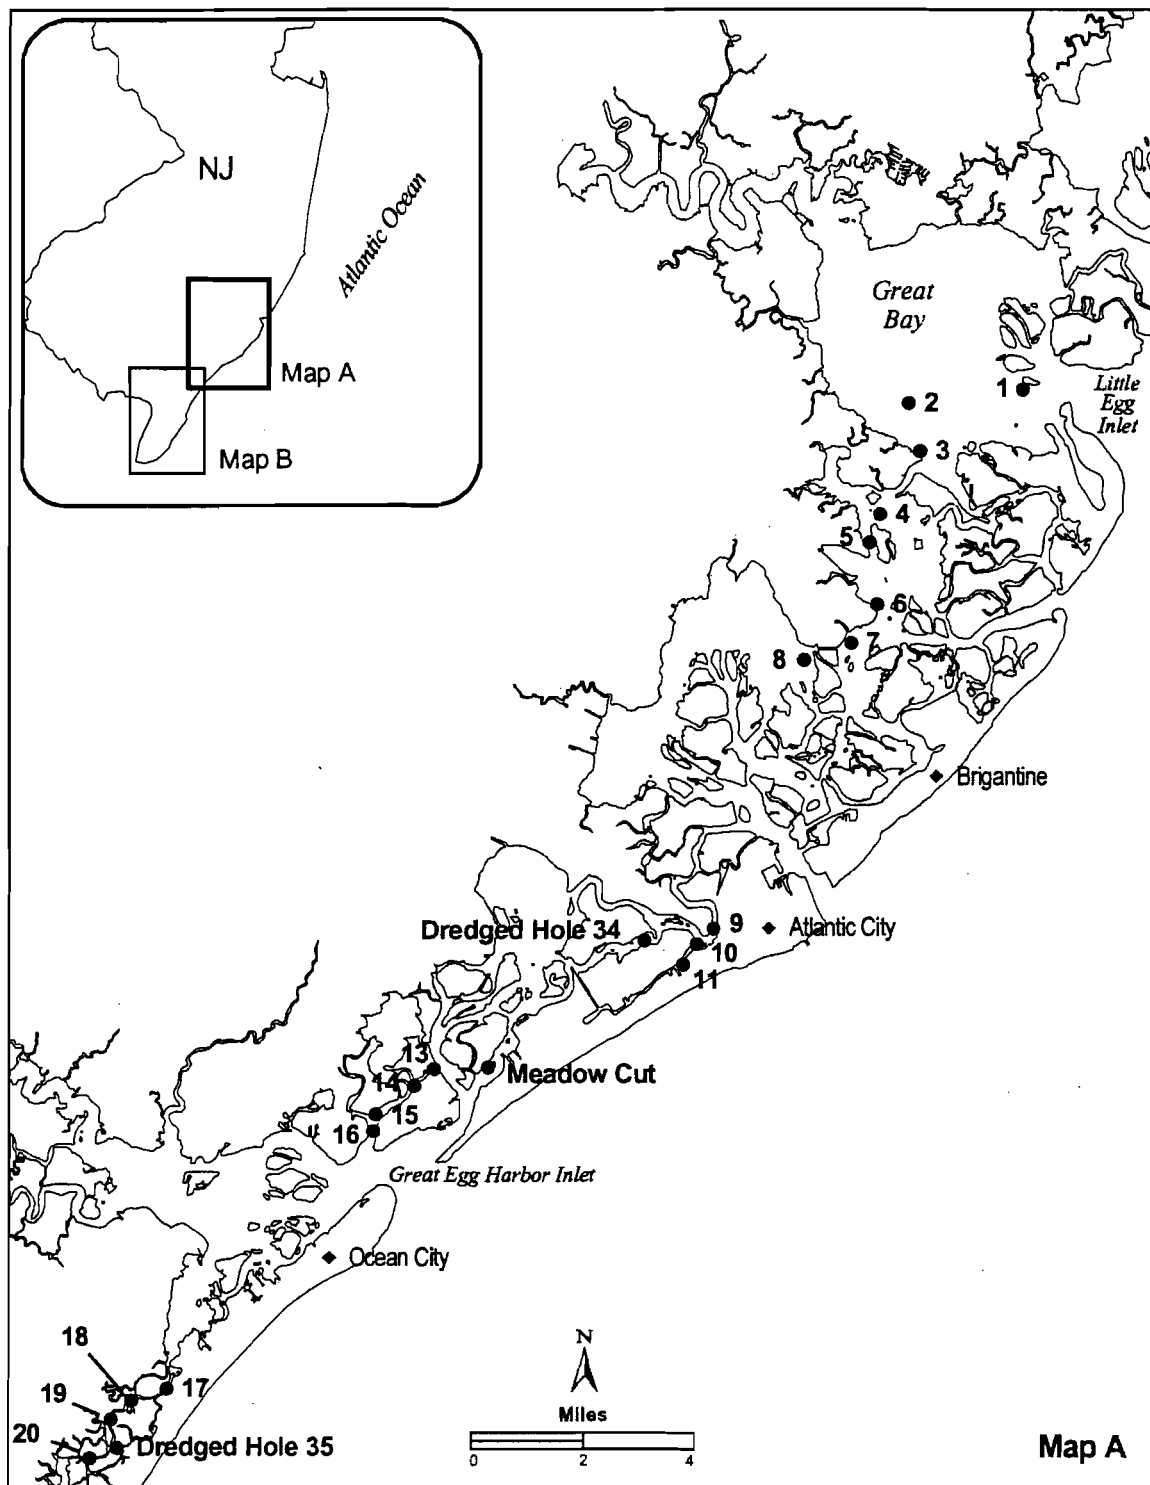 NJ
Atlantic Ocean
Map A
Map B
Great
Bay
1
Little
Egg
Inlet
2
3
4
5
6
7
8
Brigantine
Dredged Hole 34
9
Atlantic City
10
11
13
Meadow Cut
14
15
16
Great Egg Harbor Inlet
Ocean City
18
17
19
20
Dredged Hole 35
N
Miles
0 2 4
Map A